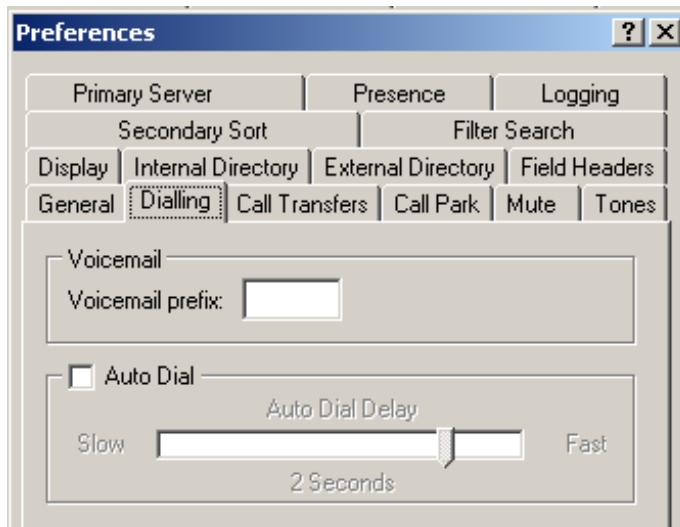 Preferences
Primary Server Presence Logging
Secondary Sort Filter Search
Display Internal Directory External Directory Field Headers
General Dialling Call Transfers Call Park Mute Tones
Voicemail
Voicemail prefix:
Auto Dial
Auto Dial Delay
Slow Fast
2 Seconds